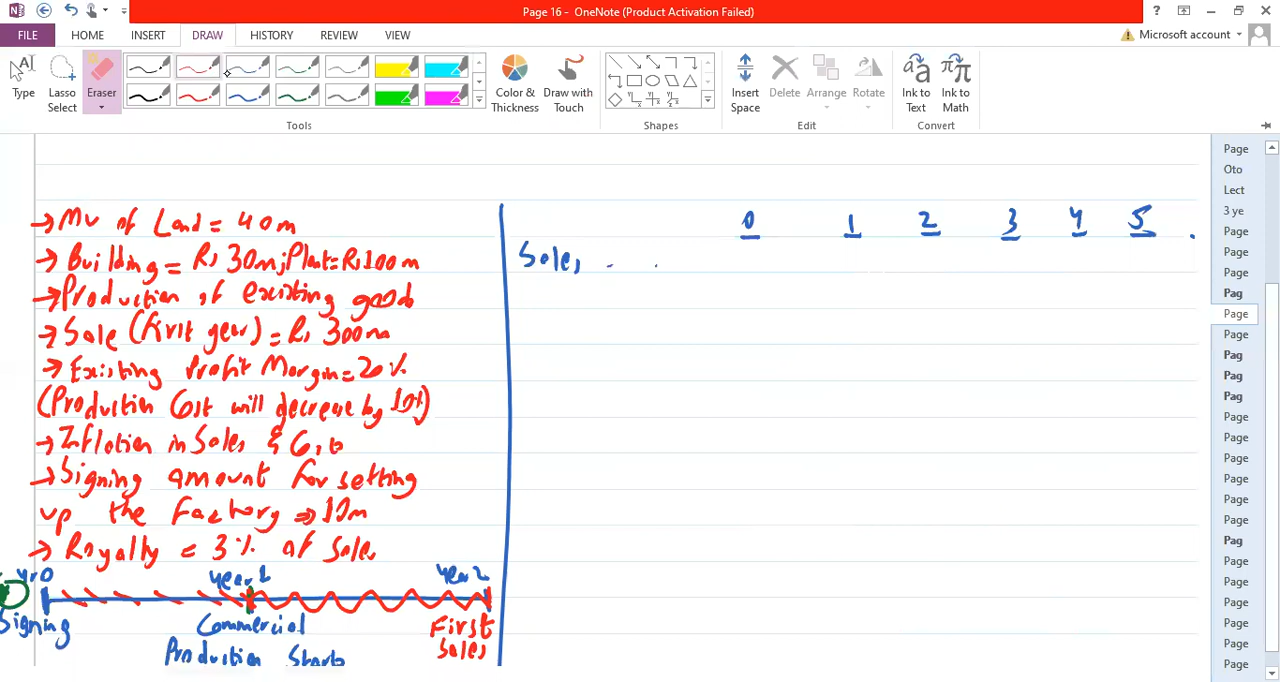 Page 16 - OneNote (Product Activation Failed)
FILE HOME INSERT DRAW HISTORY REVIEW VIEW Microsoft account
Type
Lasso Select
Eraser
Color & Thickness
Draw with Touch
Insert Space
Delete
Arrange
Rotate
Ink to Text
Ink to Math
Tools Shapes Edit Convert
→ MV of Land = 40m
→ Building = Rs 30m; Plant = Rs 100m
→ Production of existing goods
→ Sale (First year) = Rs 300m
→ Existing Profit Margin = 20%
(Production Cost will decrease by 10%)
→ Inflation in Sales &
→ Signing amount for setting
up the Factory ⇒ 10m
→ Royalty = 3% of Sales
yr0 year 1 year 2
Signing Commercial First
Production Starts Sales
0 1 2 3 4 5
Sales
Page
Oto
Lect
3 ye
Page
Page
Page
Pag
Page
Page
Pag
Pag
Pag
Page
Page
Page
Page
Page
Page
Pag
Page
Page
Page
Page
Page
Page